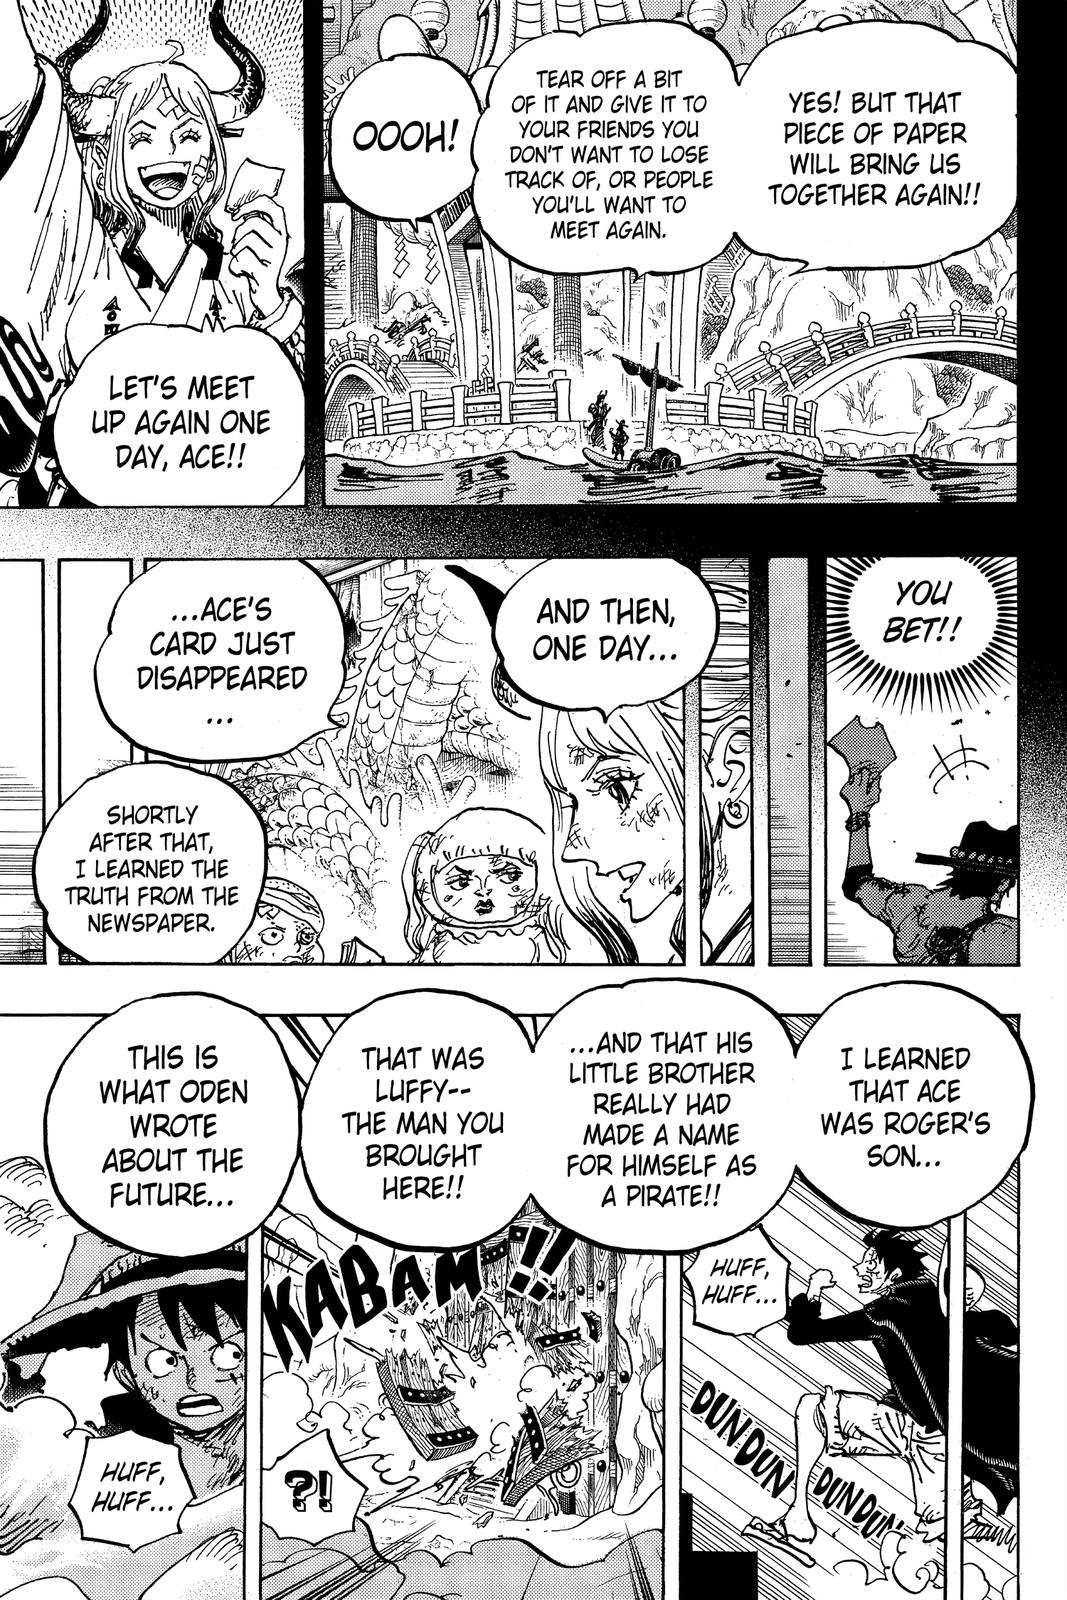 YES! BUT THAT
PIECE OF PAPER
WILL BRING US
TOGETHER AGAIN!!
TEAR OFF A BIT
OF IT AND GIVE IT TO
YOUR FRIENDS YOU
DON'T WANT TO LOSE
TRACK OF, OR PEOPLE
YOU'LL WANT TO
MEET AGAIN.
OOOH!
LET'S MEET
UP AGAIN ONE
DAY, ACE!!
YOU
BET!!
AND THEN,
ONE DAY...
...ACE'S
CARD JUST
DISAPPEARED
...
SHORTLY
AFTER THAT,
I LEARNED THE
TRUTH FROM THE
NEWSPAPER.
I LEARNED
THAT ACE
WAS ROGER'S
SON...
...AND THAT HIS
LITTLE BROTHER
REALLY HAD
MADE A NAME
FOR HIMSELF AS
A PIRATE!!
HUFF,
HUFF...
DUN DUN
DUN DUN
THAT WAS
LUFFY--
THE MAN YOU
BROUGHT
HERE!!
KABAM!!
?!
THIS IS
WHAT ODEN
WROTE
ABOUT THE
FUTURE...
HUFF,
HUFF...